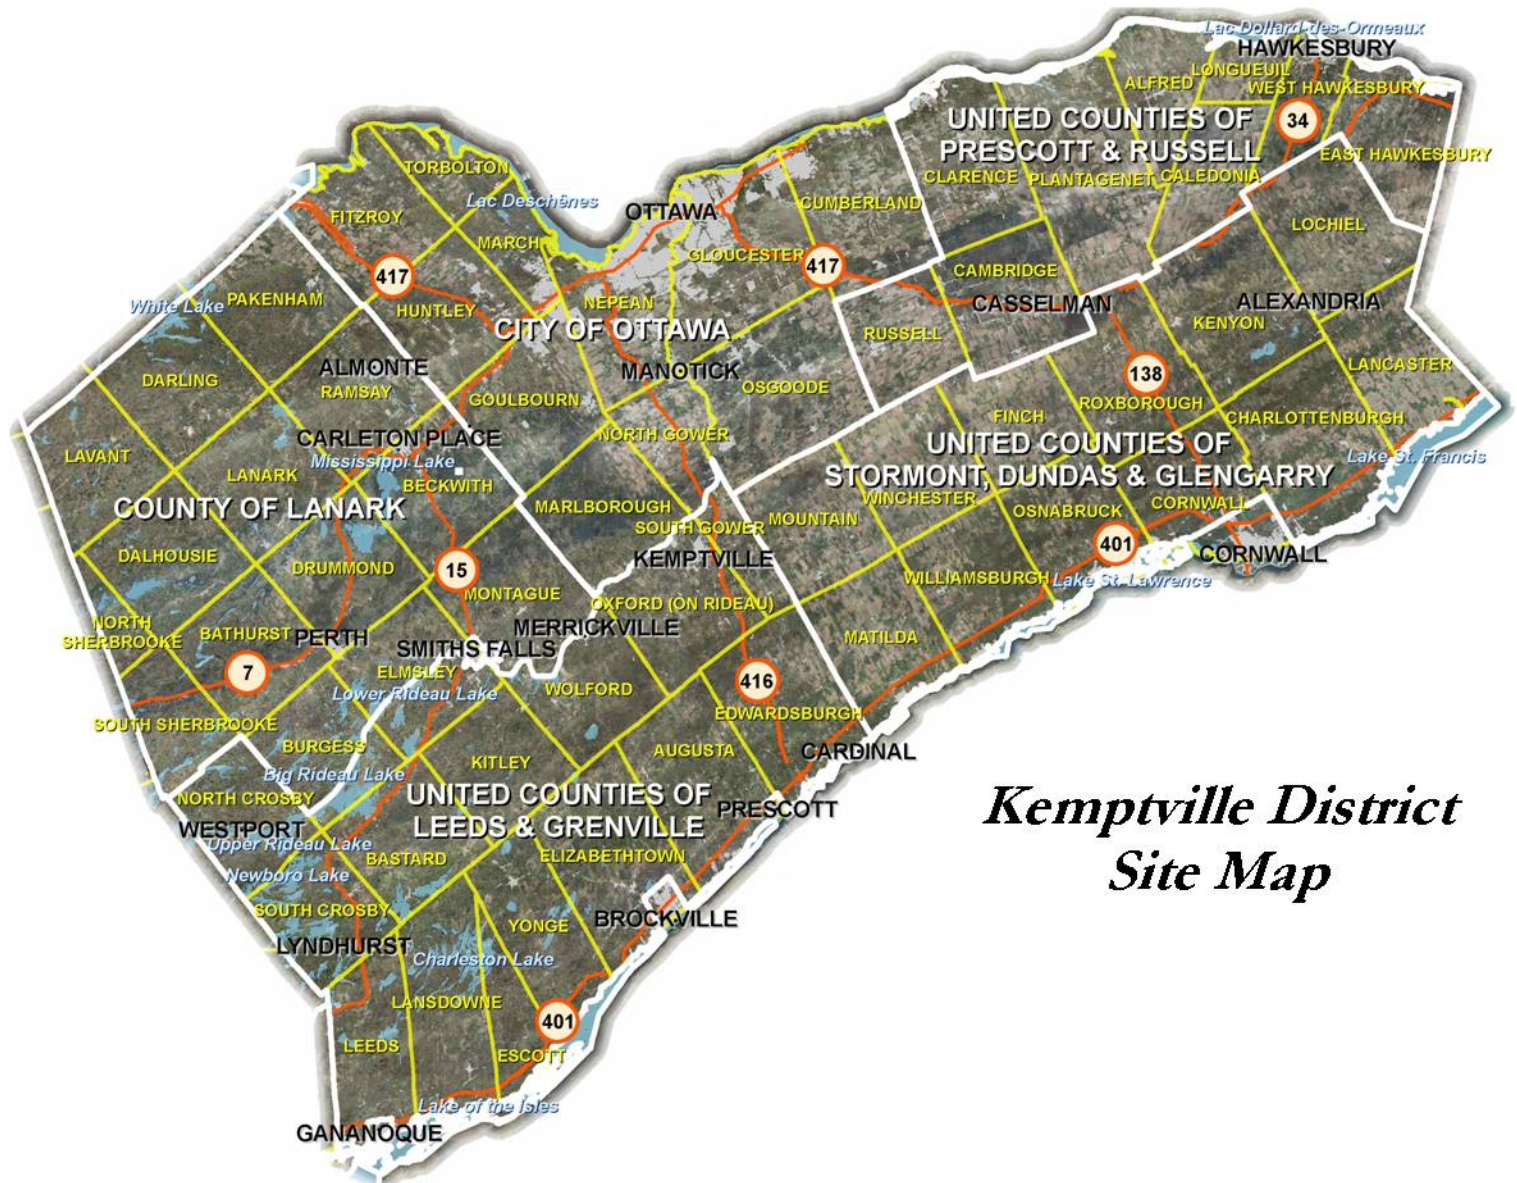 Lac Dollard-des-Ormeaux
HAWKESBURY
LONGUEUIL
ALFRED
WEST HAWKESBURY
34
UNITED COUNTIES OF
PRESCOTT & RUSSELL
EAST HAWKESBURY
CLARENCE
PLANTAGENET
CALEDONIA
TORBOLTON
Lac Deschênes
OTTAWA
CUMBERLAND
FITZROY
LOCHIEL
MARCH
GLOUCESTER
417
417
CAMBRIDGE
PAKENHAM
White Lake
HUNTLEY
NEPEAN
CASSELMAN
ALEXANDRIA
CITY OF OTTAWA
RUSSELL
KENYON
ALMONTE
MANOTICK
LANCASTER
DARLING
RAMSAY
OSGOODE
138
GOULBOURN
ROXBOROUGH
FINCH
CHARLOTTENBURGH
CARLETON PLACE
NORTH GOWER
UNITED COUNTIES OF
STORMONT, DUNDAS & GLENGARRY
LAVANT
Mississippi Lake
Lake St. Francis
LANARK
BECKWITH
COUNTY OF LANARK
MARLBOROUGH
WINCHESTER
CORNWALL
SOUTH GOWER
MOUNTAIN
OSNABRUCK
401
DALHOUSIE
KEMPTVILLE
CORNWALL
DRUMMOND
15
WILLIAMSBURGH
Lake St. Lawrence
MONTAGUE
OXFORD (ON RIDEAU)
NORTH
SHERBROOKE
BATHURST
PERTH
MERRICKVILLE
MATILDA
SMITHS FALLS
7
ELMSLEY
Lower Rideau Lake
WOLFORD
416
SOUTH SHERBROOKE
EDWARDSBURGH
BURGESS
AUGUSTA
CARDINAL
KITLEY
Big Rideau Lake
NORTH CROSBY
UNITED COUNTIES OF
LEEDS & GRENVILLE
PRESCOTT
WESTPORT
Upper Rideau Lake
BASTARD
ELIZABETHTOWN
Newboro Lake
SOUTH CROSBY
YONGE
BROCKVILLE
LYNDHURST
Charleston Lake
LANSDOWNE
401
LEEDS
ESCOTT
Lake of the Isles
GANANOQUE
Kemptville District
Site Map